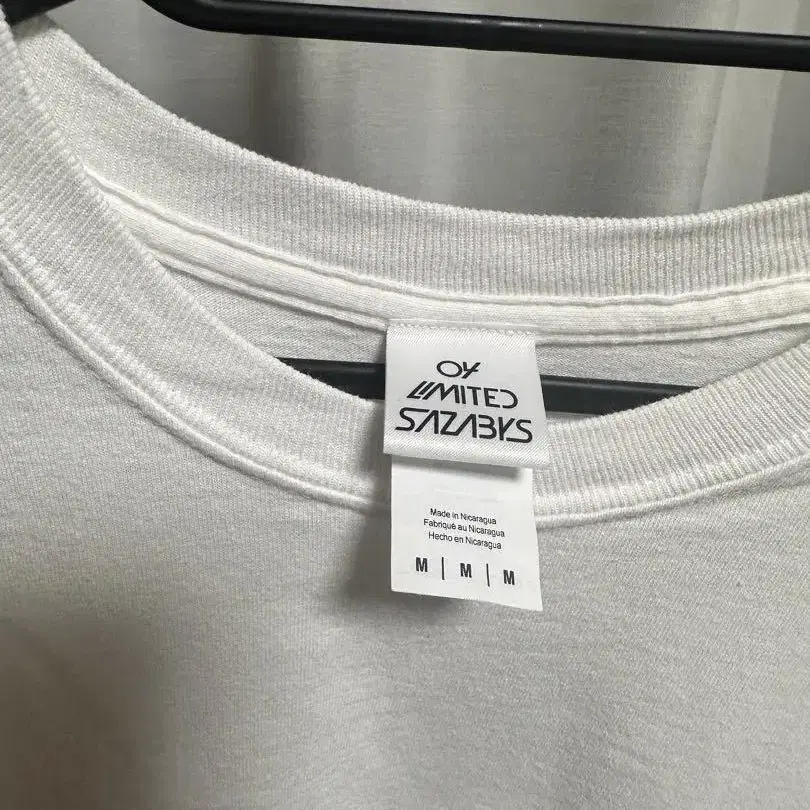 04
LIMITED
SAZABYS
Made in Nicaragua
Fabriqué au Nicaragua
Hecho en Nicaragua
M | M | M